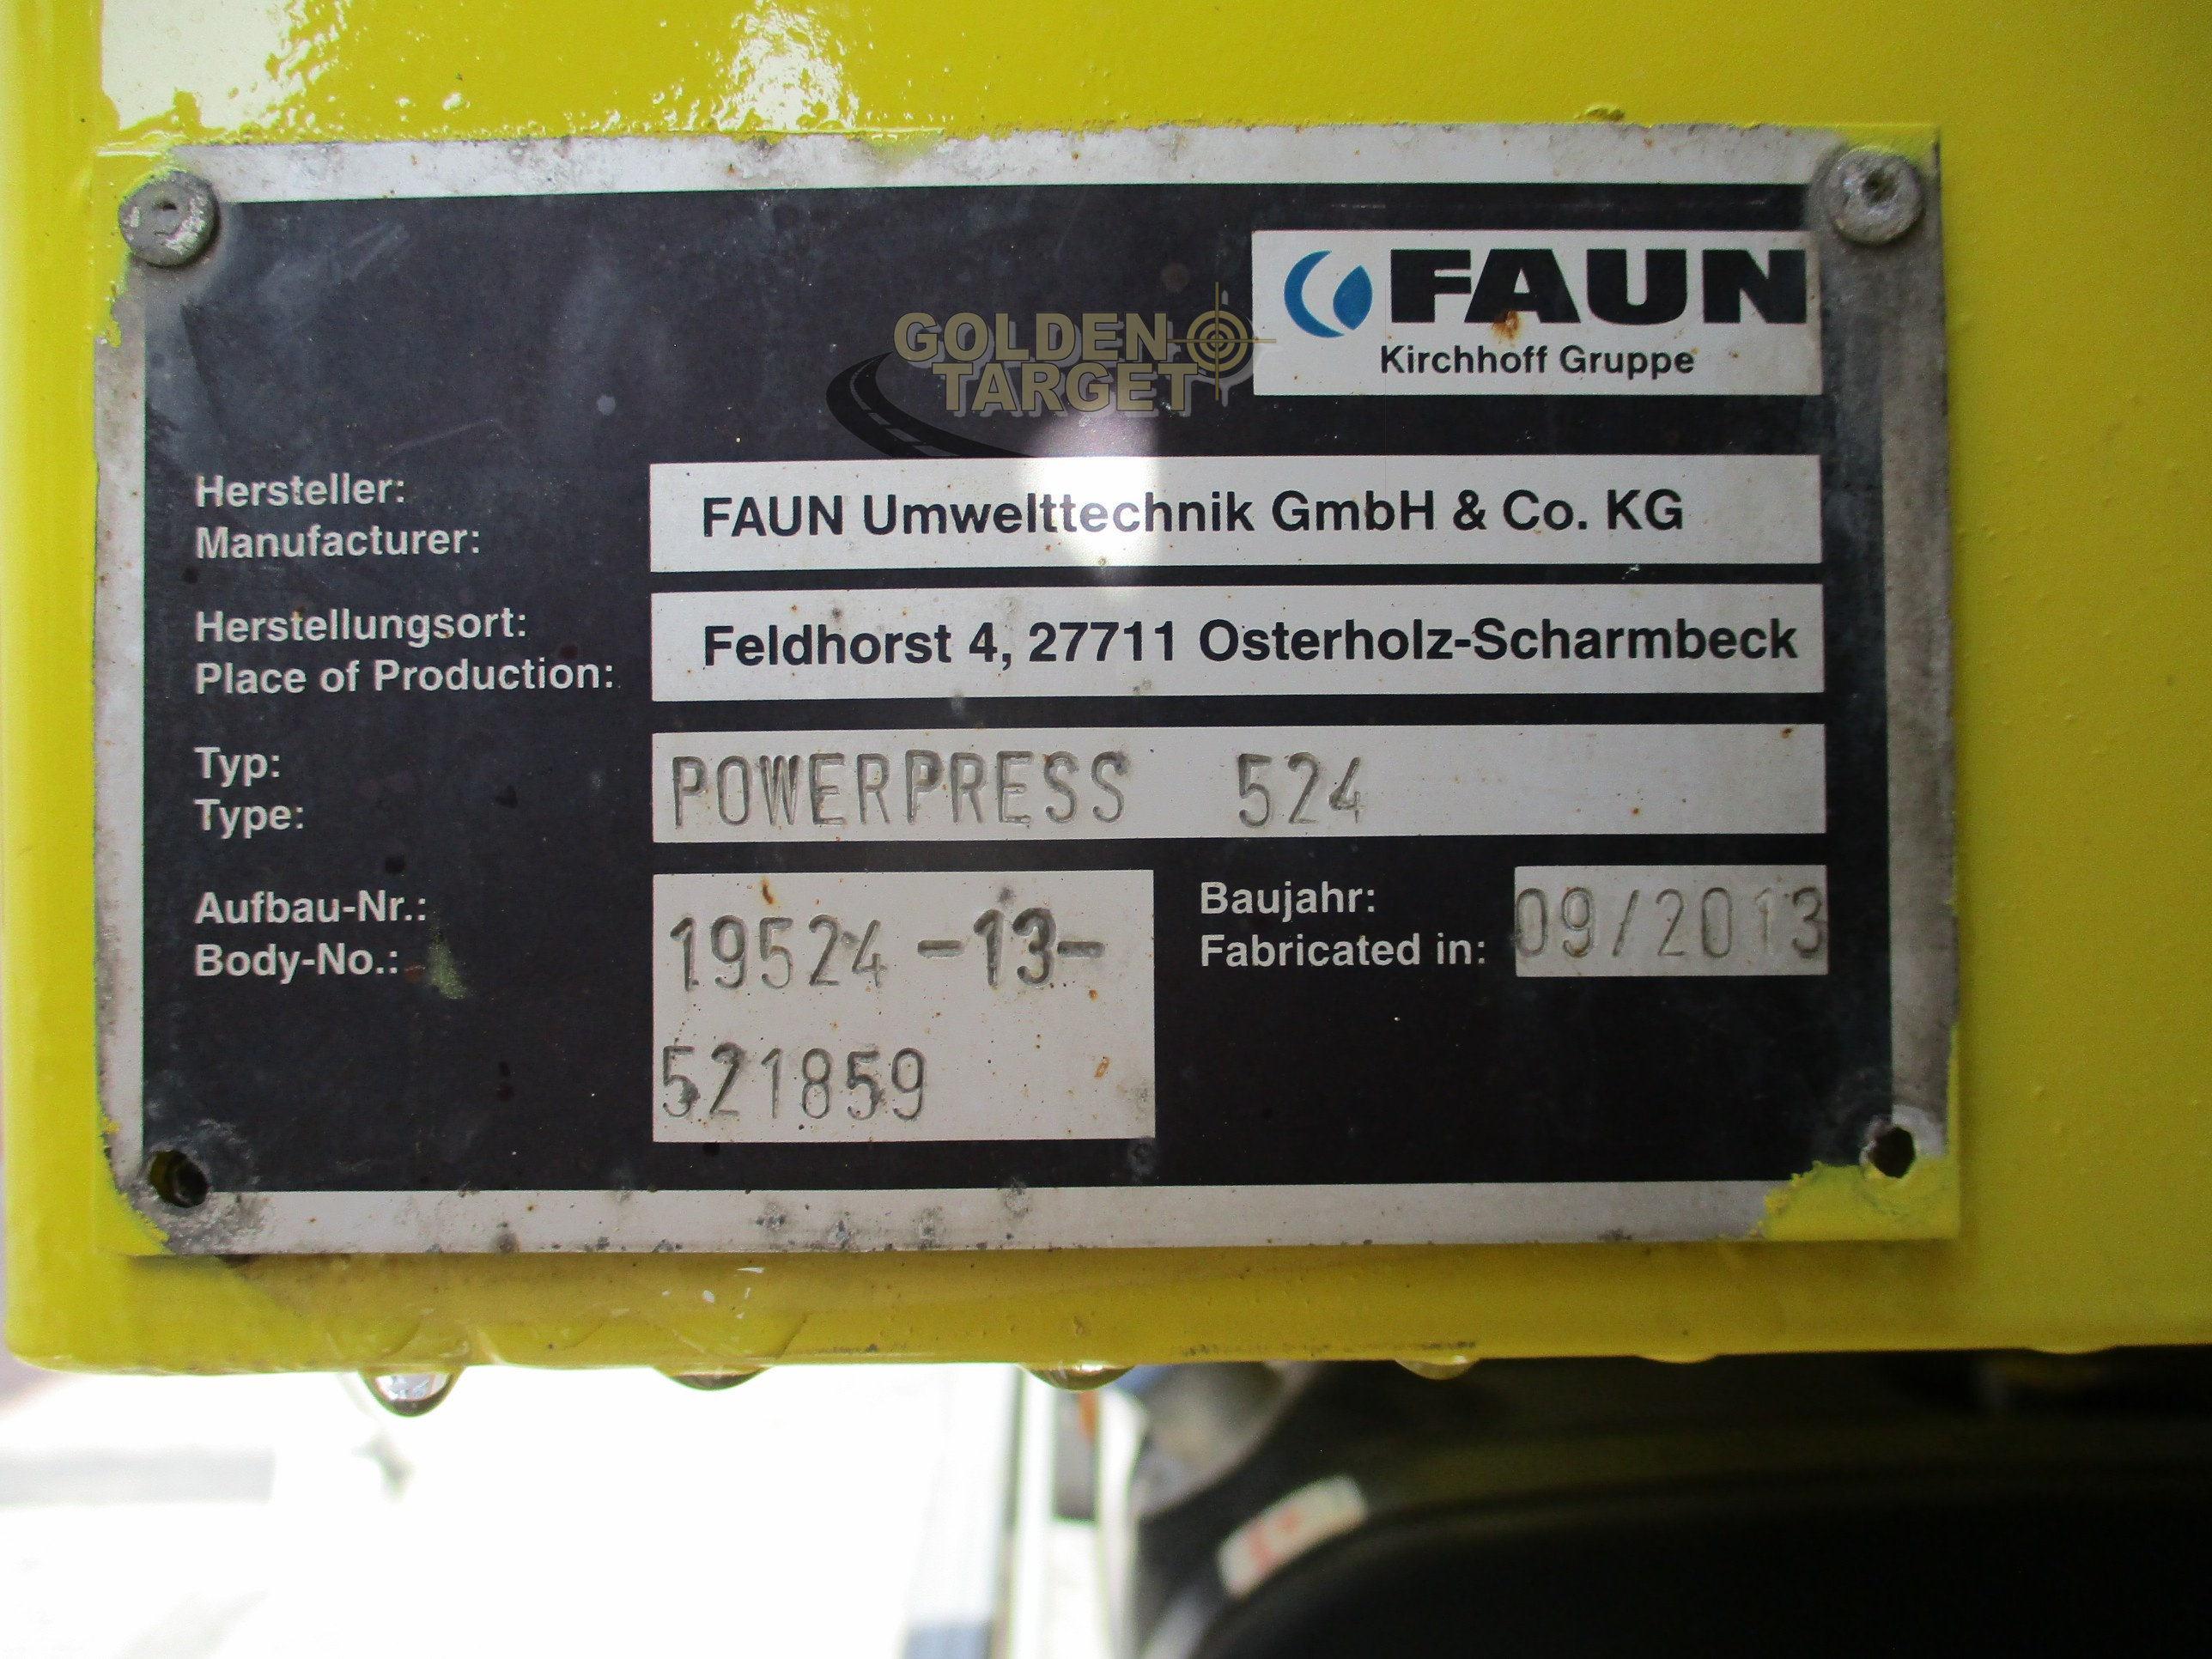 FAUN
Kirchhoff Gruppe
GOLDEN
TARGET
Hersteller:
Manufacturer:
FAUN Umwelttechnik GmbH & Co. KG
Herstellungsort:
Place of Production:
Feldhorst 4, 27711 Osterholz-Scharmbeck
Typ:
Type:
POWERPRESS 524
Aufbau-Nr.:
Body-No.:
19524-13-
521859
Baujahr:
Fabricated in:
09/2013